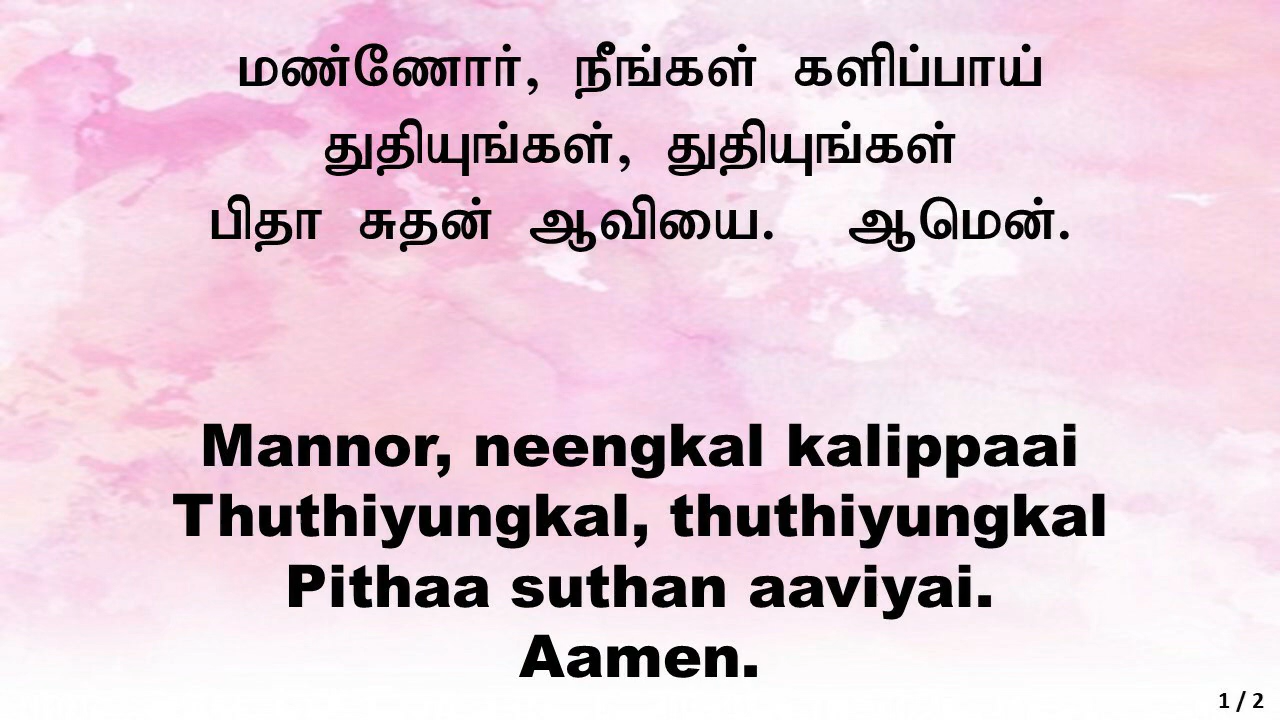 மண்ணோர், நீங்கள் களிப்பாய்
துதியுங்கள், துதியுங்கள்
பிதா சுதன் ஆவியை. ஆமென்.
Mannor, neengkal kalippaai
Thuthiyungkal, thuthiyungkal
Pithaa suthan aaviyai.
Aamen.
1 / 2